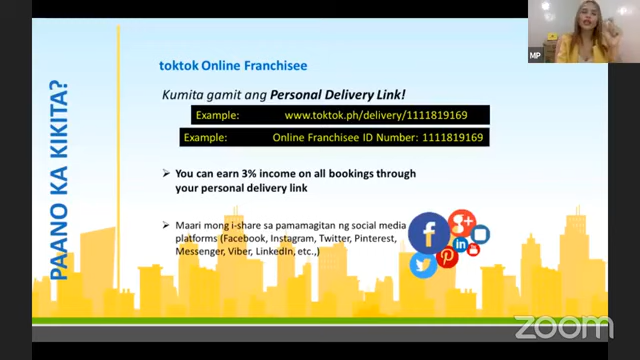 PAANO KA KIKITA?
toktok Online Franchisee
Kumita gamit ang Personal Delivery Link!
Example: www.toktok.ph/delivery/1111819169
Example: Online Franchisee ID Number: 1111819169
You can earn 3% income on all bookings through
your personal delivery link
Maari mong i-share sa pamamagitan ng social media
platforms (Facebook, Instagram, Twitter, Pinterest,
Messenger, Viber, LinkedIn, etc.,)
MP
zoom